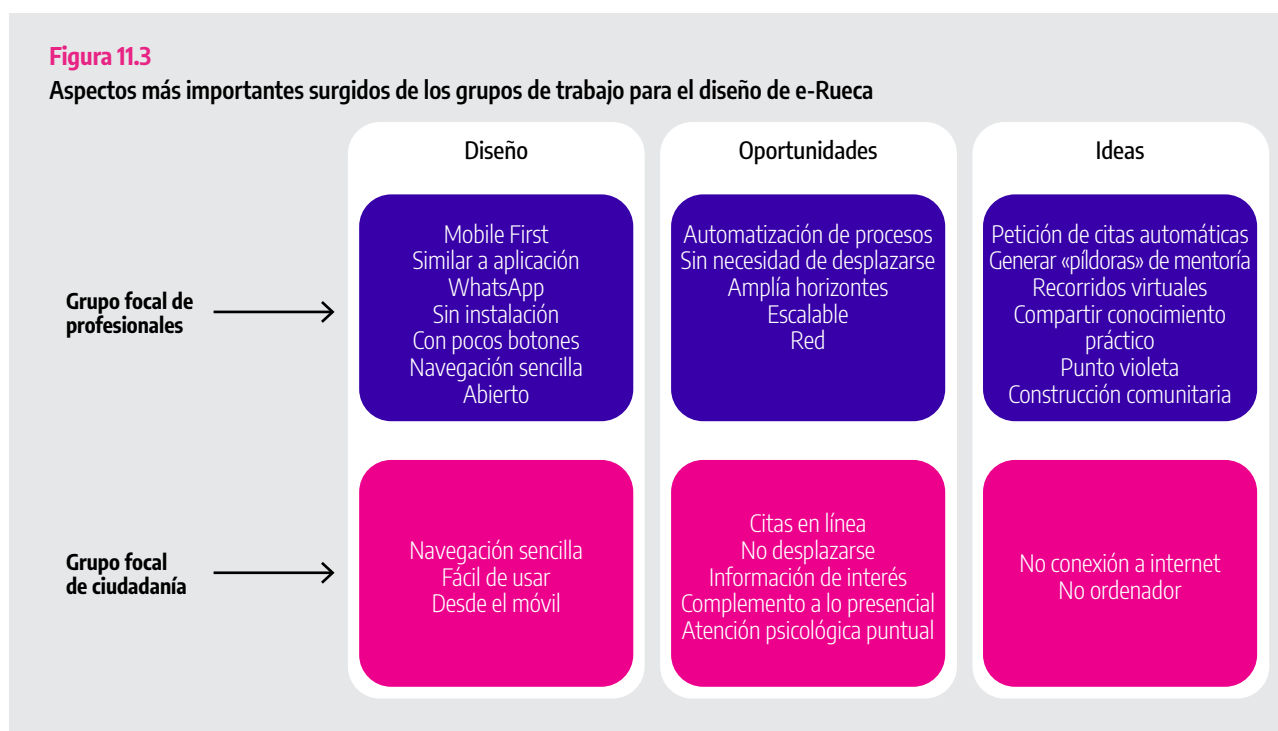 Figura 11.3
Aspectos más importantes surgidos de los grupos de trabajo para el diseño de e-Rueca
Diseño
Oportunidades
Ideas
Grupo focal de
profesionales
Mobile First
Similar a aplicación
WhatsApp
Sin instalación
Con pocos botones
Navegación sencilla
Abierto
Automatización de procesos
Sin necesidad de desplazarse
Amplía horizontes
Escalable
Red
Petición de citas automáticas
Generar «píldoras» de mentoría
Recorridos virtuales
Compartir conocimiento
práctico
Punto violeta
Construcción comunitaria
Grupo focal
de ciudadanía
Navegación sencilla
Fácil de usar
Desde el móvil
Citas en línea
No desplazarse
Información de interés
Complemento a lo presencial
Atención psicológica puntual
No conexión a internet
No ordenador